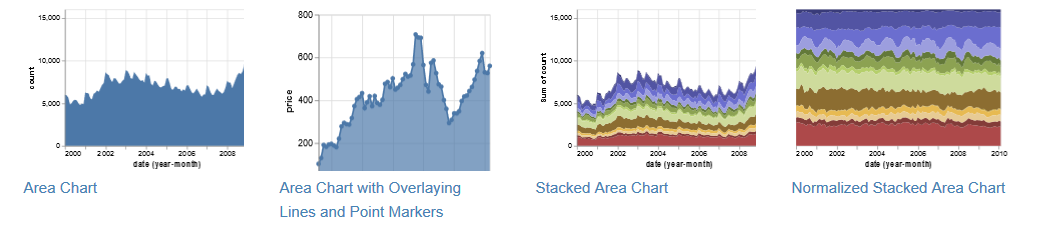 15,000
10,000
5,000
0
count
2000 2002 2004 2006 2008
date (year-month)
Area Chart
800
600
400
200
price
Area Chart with Overlaying
Lines and Point Markers
15,000
10,000
5,000
0
Sum of count
2000 2002 2004 2006 2008
date (year-month)
Stacked Area Chart
2000 2002 2004 2006 2008 2010
date (year-month)
Normalized Stacked Area Chart